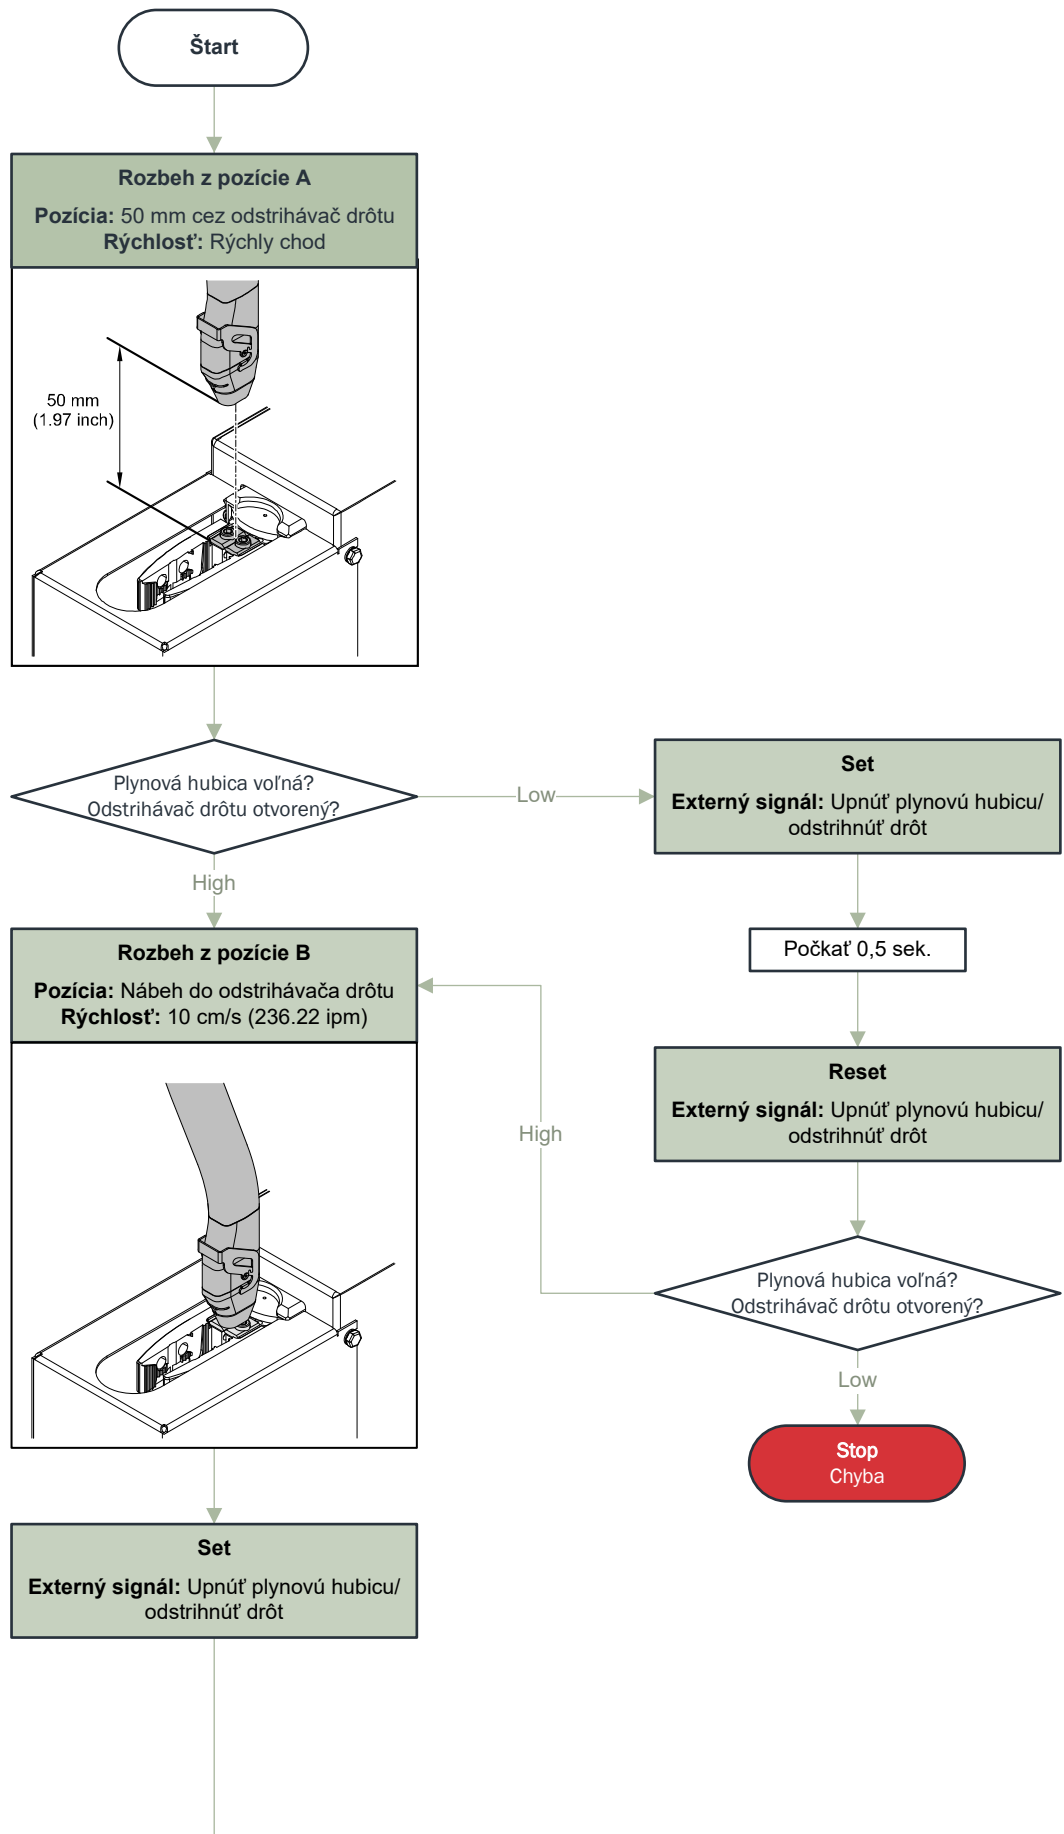 Štart
Rozbeh z pozície A
Pozícia: 50 mm cez odstrihávač drôtu
Rýchlosť: Rýchly chod
50 mm
(1.97 inch)
Plynová hubica voľná?
Odstrihávač drôtu otvorený?
Low
Set
Externý signál: Upnúť plynovú hubicu/
odstrihnúť drôt
High
Rozbeh z pozície B
Pozícia: Nábeh do odstrihávača drôtu
Rýchlosť: 10 cm/s (236.22 ipm)
Počkať 0,5 sek.
Reset
Externý signál: Upnúť plynovú hubicu/
odstrihnúť drôt
High
Plynová hubica voľná?
Odstrihávač drôtu otvorený?
Low
Stop
Chyba
Set
Externý signál: Upnúť plynovú hubicu/
odstrihnúť drôt